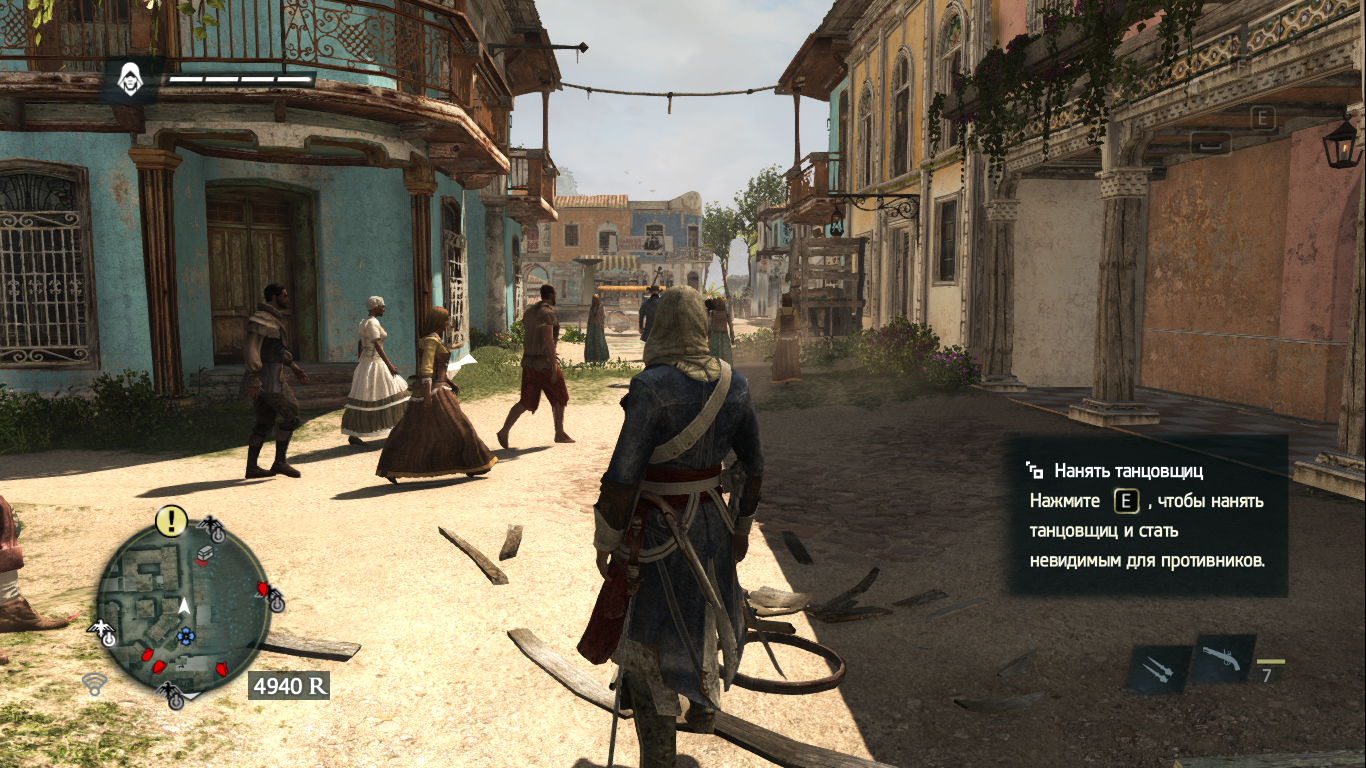 E
Нанять танцовщиц
Нажмите E , чтобы нанять
танцовщиц и стать
невидимым для противников.
!
4940 R
7